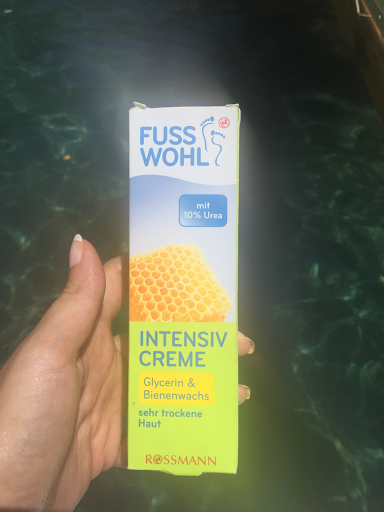 FUSS
WOHL
mit
10% Urea
INTENSIV
CREME
Glycerin &
Bienenwachs
sehr trockene
Haut
ROSSMANN